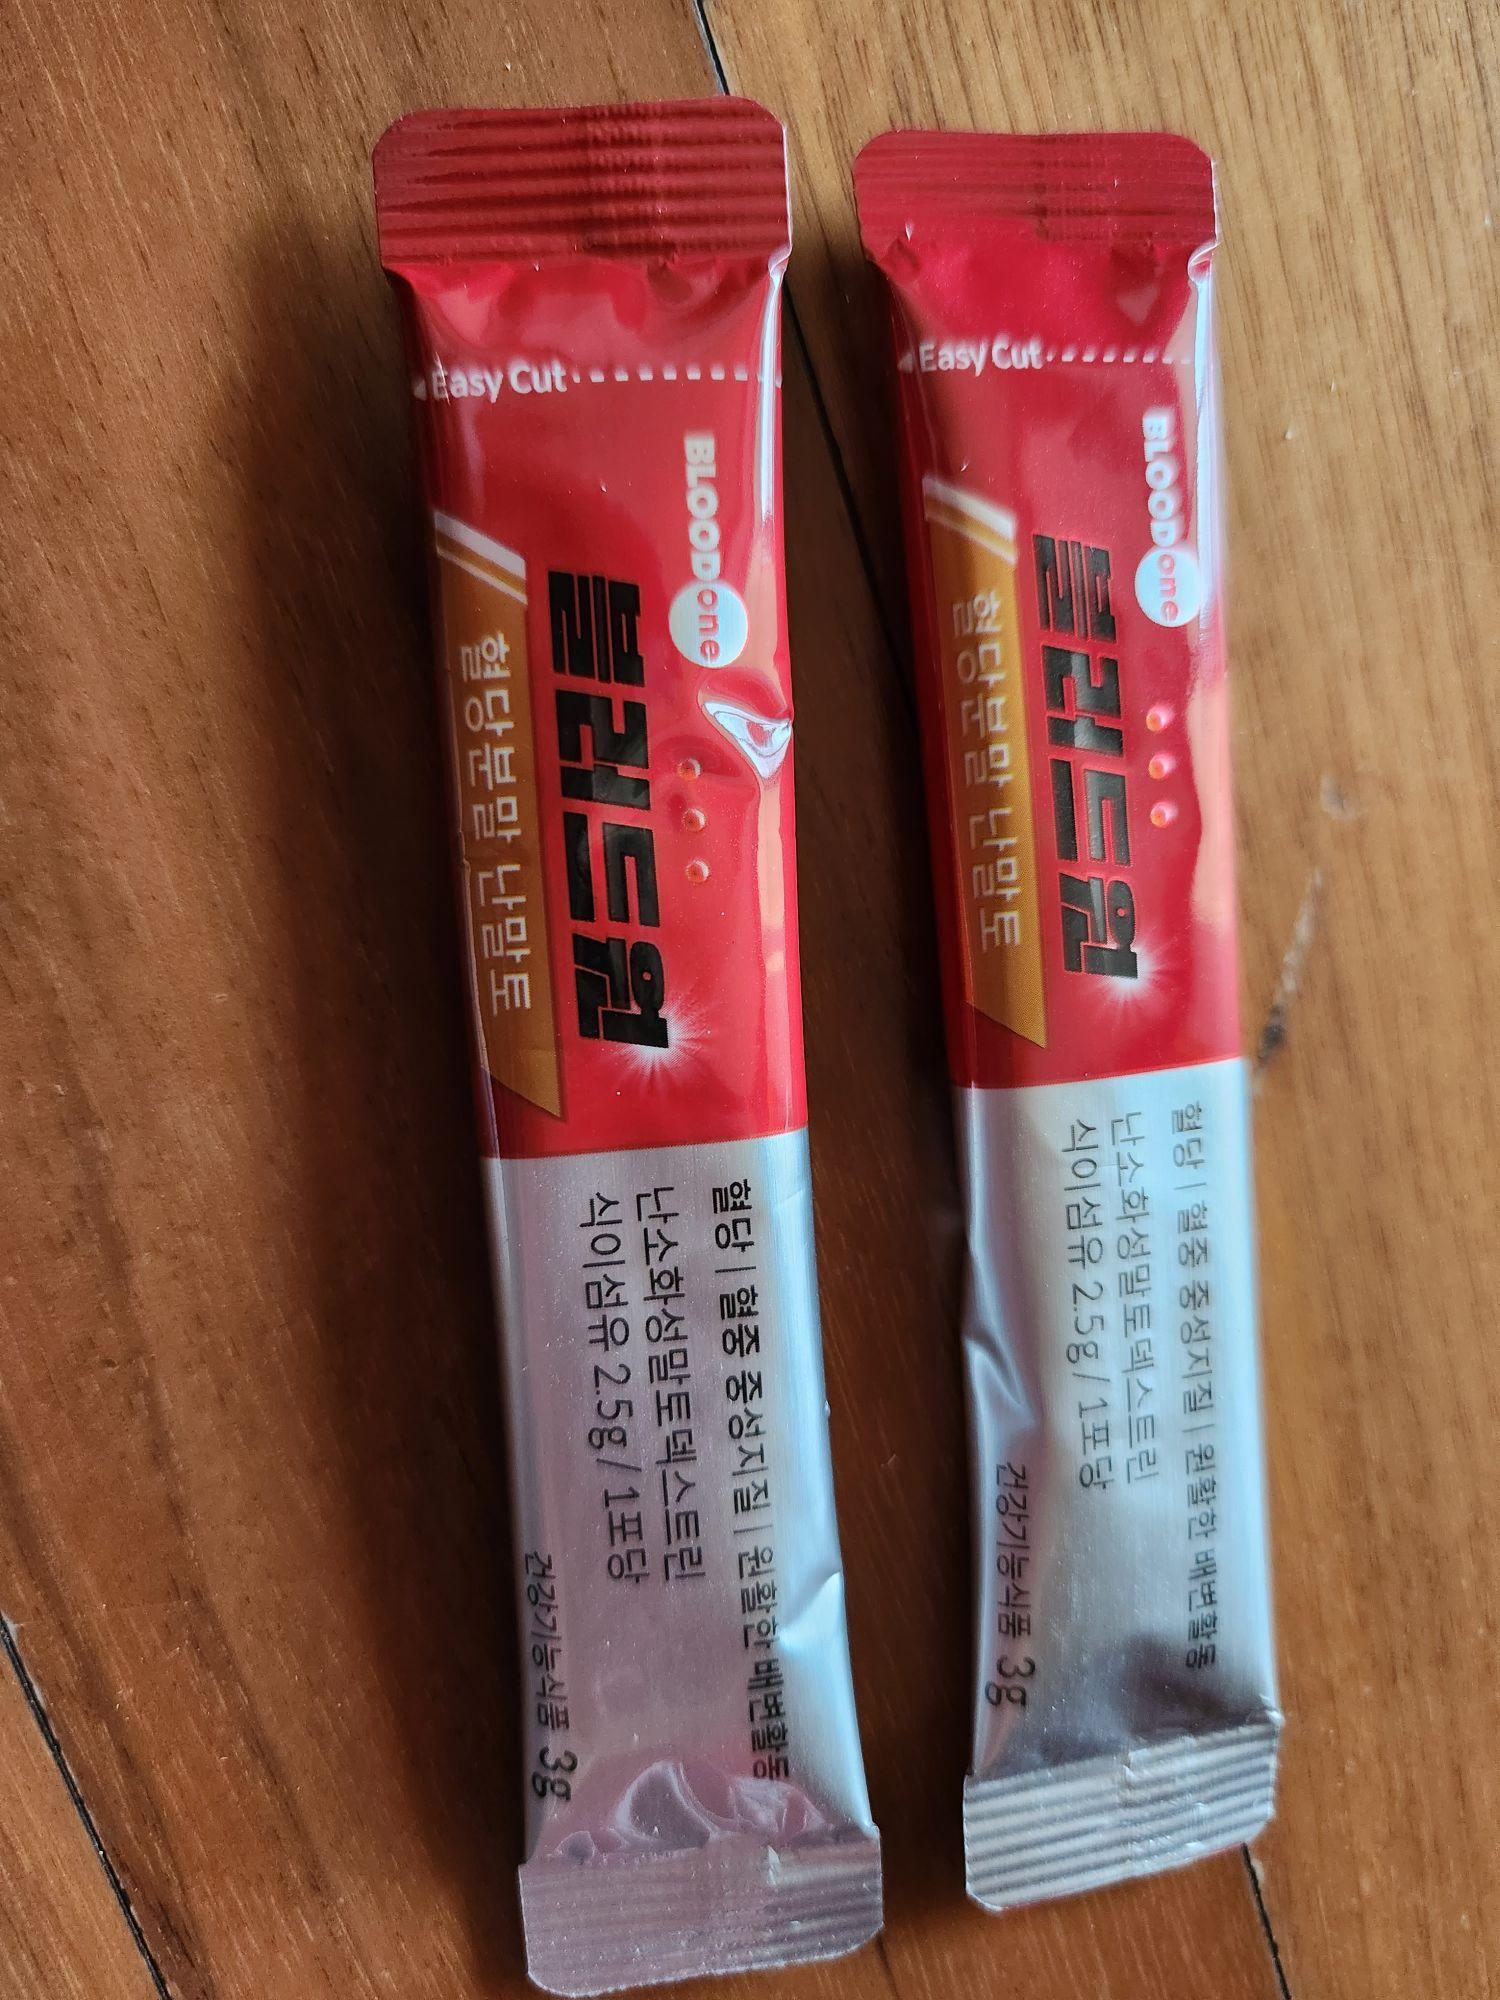 Easy Cut
BLOODone
블러드원
혈당분말 난말토
혈당 | 혈중 중성지질 | 원활한 배변활동
난소화성말토덱스트린
식이섬유 2.5g / 1포당
건강기능식품 3g
Easy Cut
BLOODone
블러드원
혈당분말 난말토
혈당 | 혈중 중성지질 | 원활한 배변활동
난소화성말토덱스트린
식이섬유 2.5g / 1포당
건강기능식품 3g